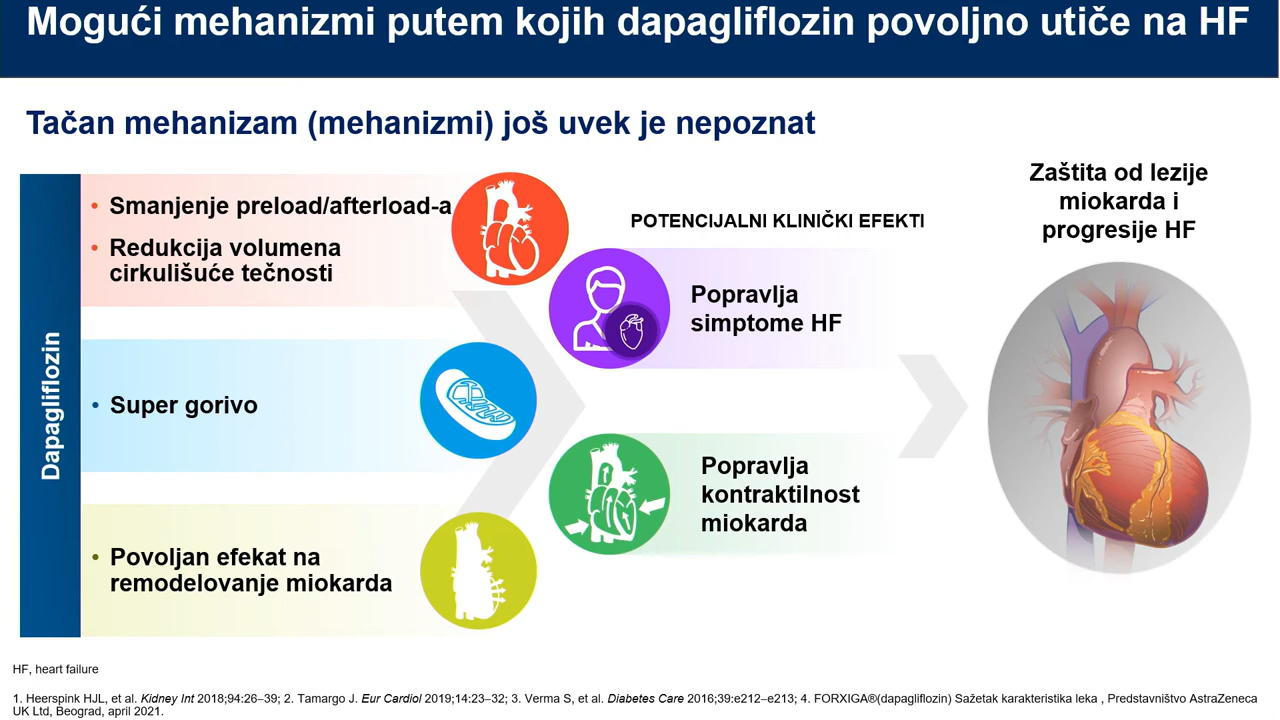 Mogući mehanizmi putem kojih dapagliflozin povoljno utiče na HF
Tačan mehanizam (mehanizmi) još uvek je nepoznat
Dapagliflozin
• Smanjenje preload/afterload-a
• Redukcija volumena
cirkulišuće tečnosti
• Super gorivo
• Povoljan efekat na
remodelovanje miokarda
POTENCIJALNI KLINIČKI EFEKTI
Popravlja
simptome HF
Popravlja
kontraktilnost
miokarda
Zaštita od lezije
miokarda i
progresije HF
HF, heart failure
1. Heerspink HJL, et al. Kidney Int 2018;94:26–39; 2. Tamargo J. Eur Cardiol 2019;14:23–32; 3. Verma S, et al. Diabetes Care 2016;39:e212–e213; 4. FORXIGA®(dapagliflozin) Sažetak karakteristika leka , Predstavništvo AstraZeneca
UK Ltd, Beograd, april 2021.